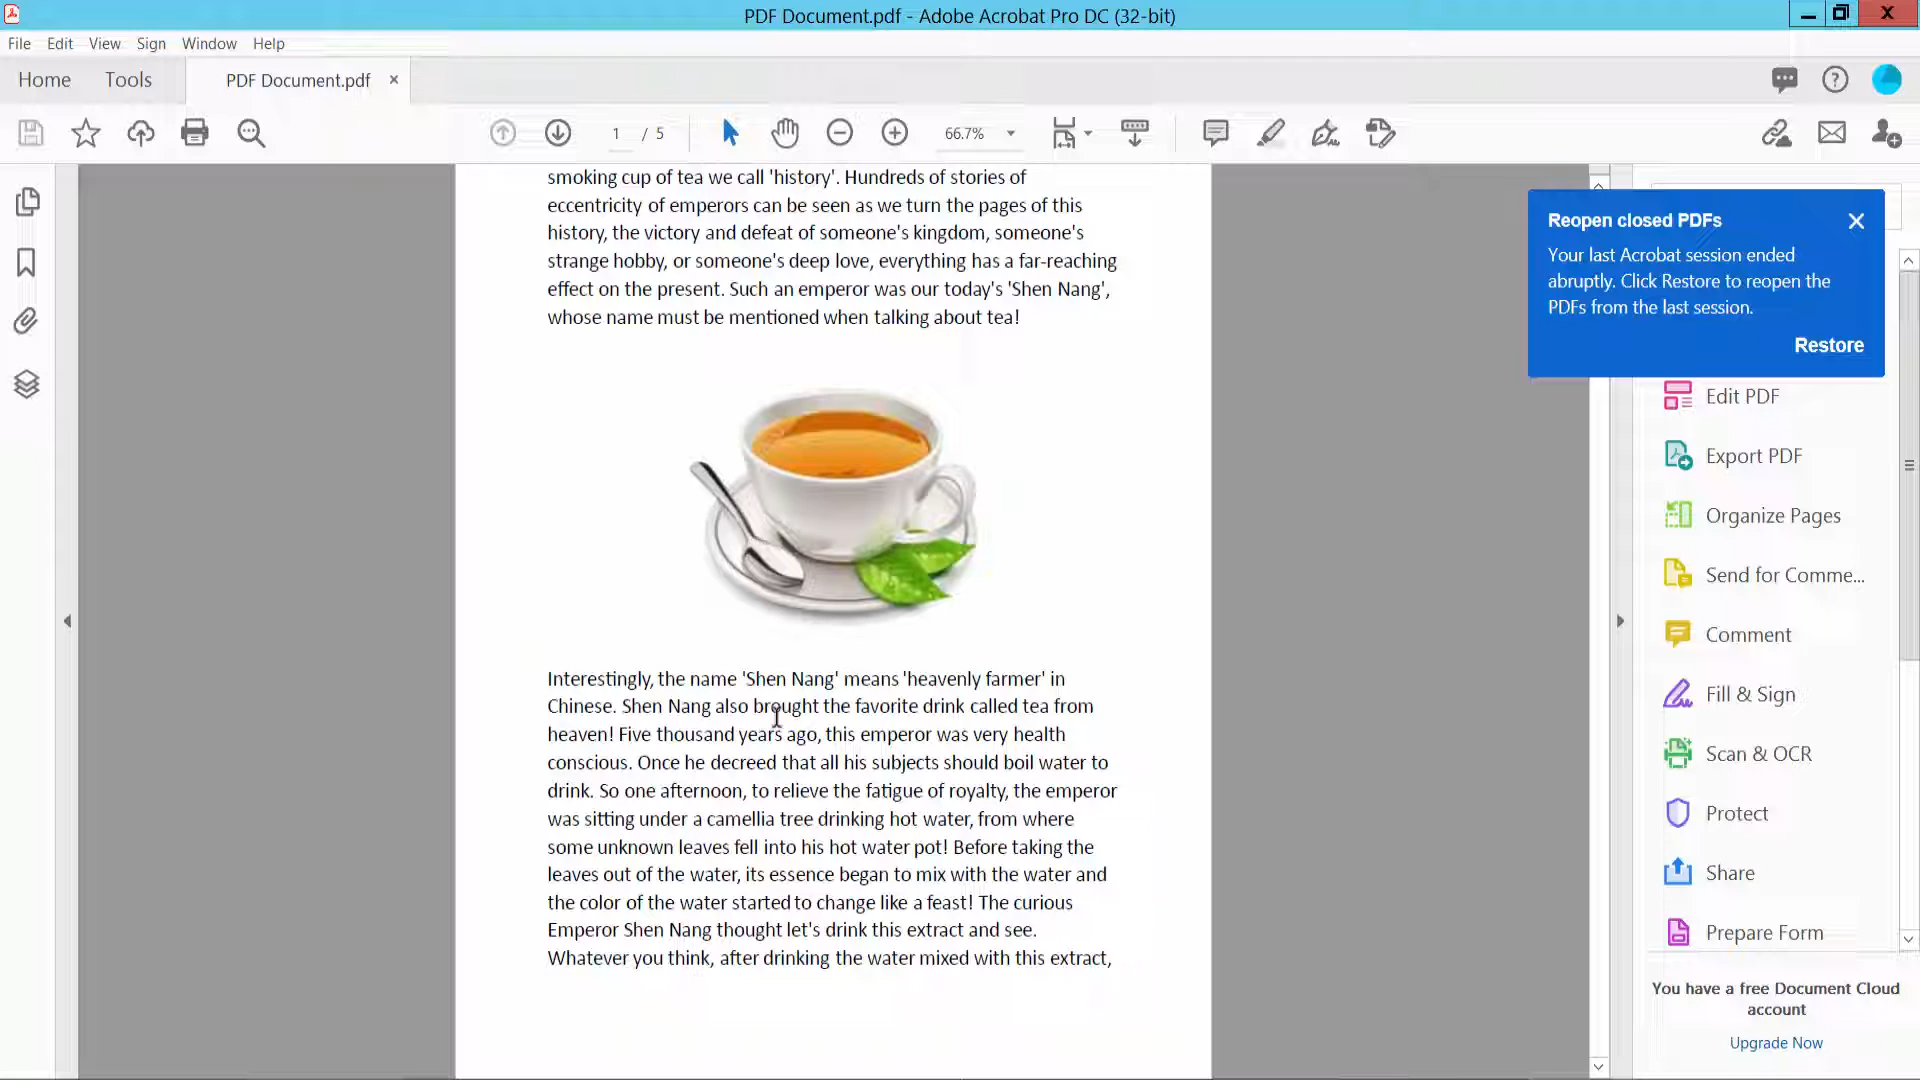 PDF Document.pdf - Adobe Acrobat Pro DC (32-bit)
File Edit View Sign Window Help
Home Tools PDF Document.pdf
1 / 5 66.7%
smoking cup of tea we call 'history'. Hundreds of stories of
eccentricity of emperors can be seen as we turn the pages of this
history, the victory and defeat of someone's kingdom, someone's
strange hobby, or someone's deep love, everything has a far-reaching
effect on the present. Such an emperor was our today's 'Shen Nang',
whose name must be mentioned when talking about tea!
Interestingly, the name 'Shen Nang' means 'heavenly farmer' in
Chinese. Shen Nang also brought the favorite drink called tea from
heaven! Five thousand years ago, this emperor was very health
conscious. Once he decreed that all his subjects should boil water to
drink. So one afternoon, to relieve the fatigue of royalty, the emperor
was sitting under a camellia tree drinking hot water, from where
some unknown leaves fell into his hot water pot! Before taking the
leaves out of the water, its essence began to mix with the water and
the color of the water started to change like a feast! The curious
Emperor Shen Nang thought let's drink this extract and see.
Whatever you think, after drinking the water mixed with this extract,
Reopen closed PDFs
Your last Acrobat session ended
abruptly. Click Restore to reopen the
PDFs from the last session.
Restore
Edit PDF
Export PDF
Organize Pages
Send for Comme...
Comment
Fill & Sign
Scan & OCR
Protect
Share
Prepare Form
You have a free Document Cloud
account
Upgrade Now